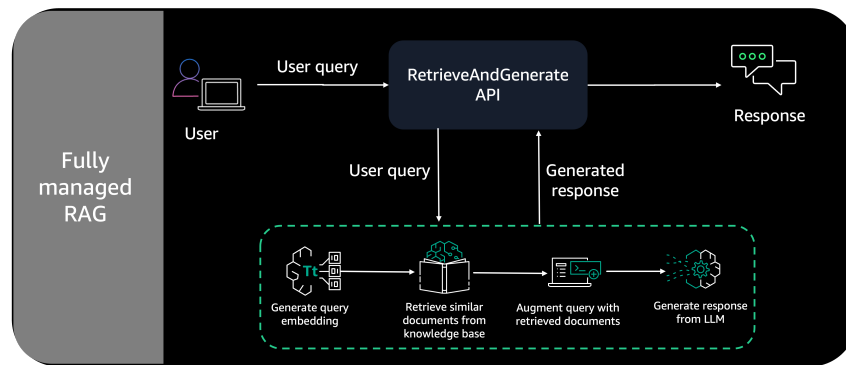 Fully
managed
RAG
User
User query
RetrieveAndGenerate
API
Response
User query
Generated
response
Tt
Generate query
embedding
Retrieve similar
documents from
knowledge base
Augment query with
retrieved documents
Generate response
from LLM